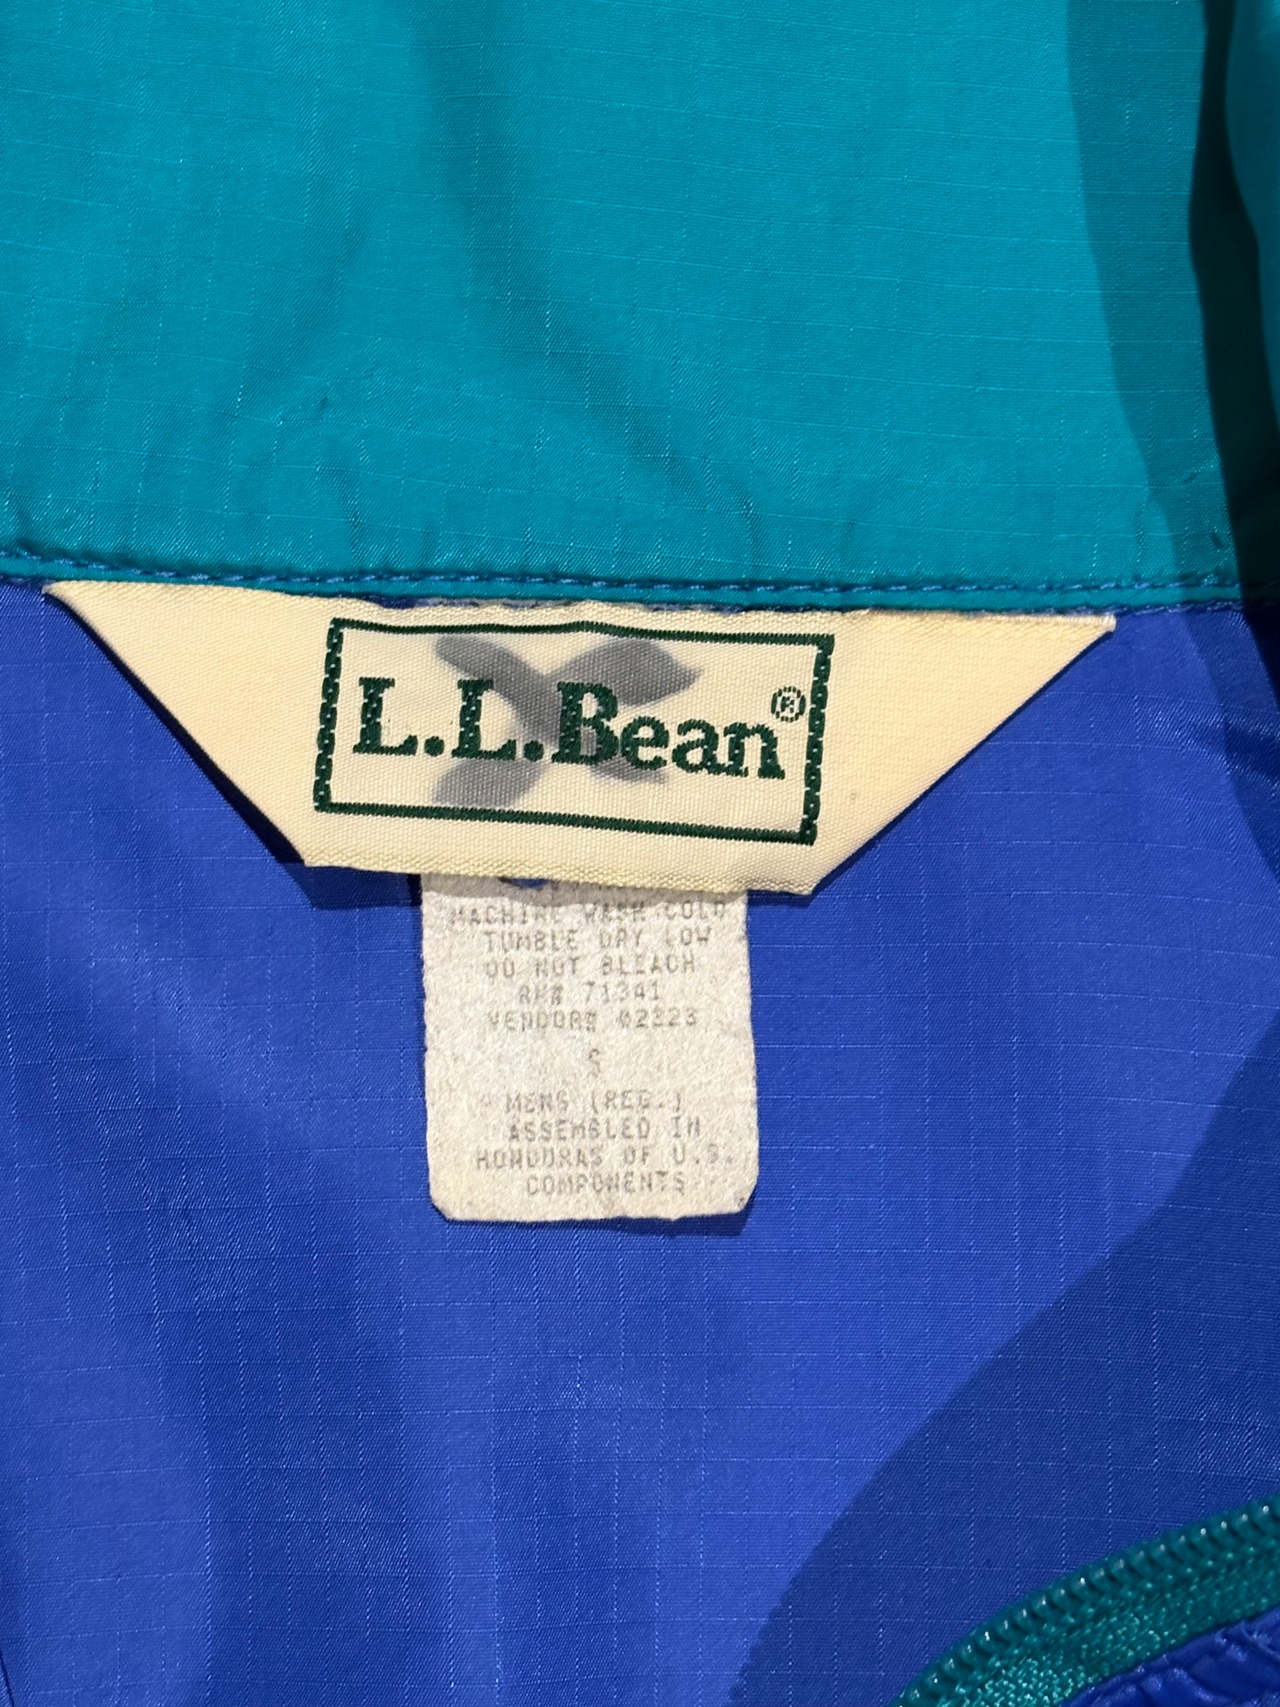 L.L.Bean®
MACHINE WASH COLD
TUMBLE DRY LOW
DO NOT BLEACH
RN# 71341
VENDOR# 02223
S
MENS (REG.)
ASSEMBLED IN
HONDURAS OF U.S.
COMPONENTS